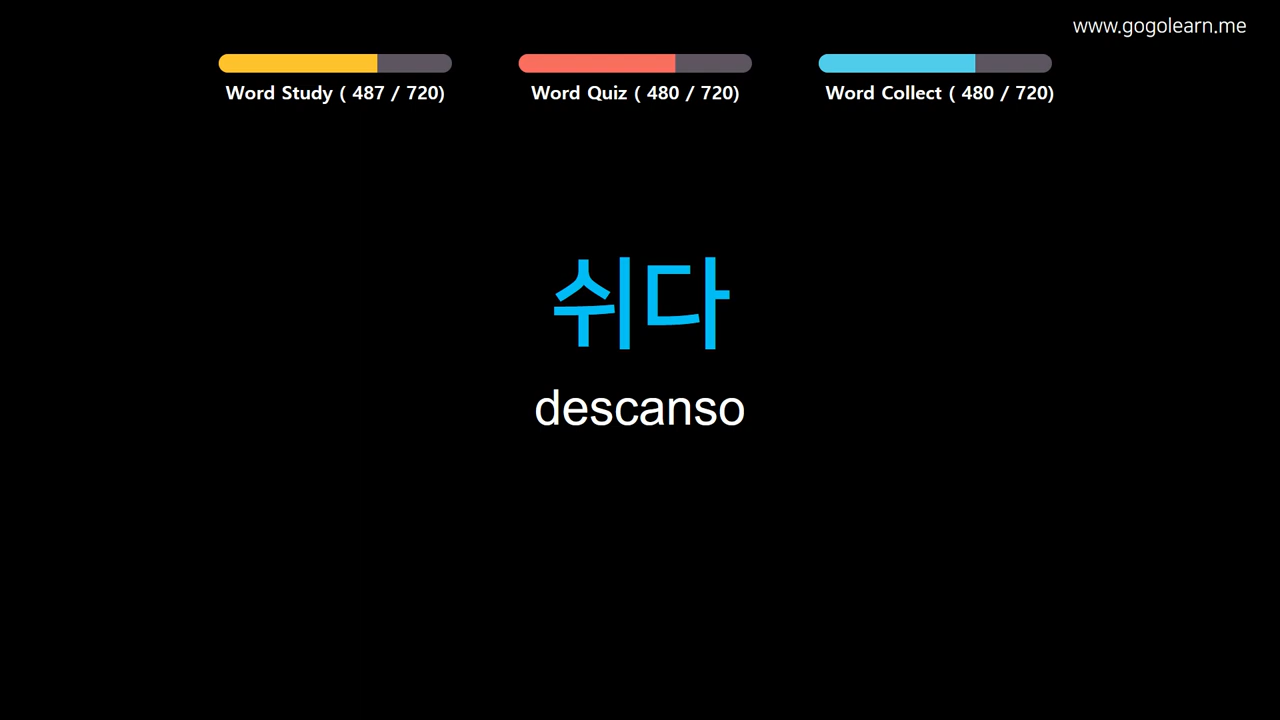 www.gogolearn.me
Word Study ( 487 / 720)
Word Quiz ( 480 / 720)
Word Collect ( 480 / 720)
쉬다
descanso